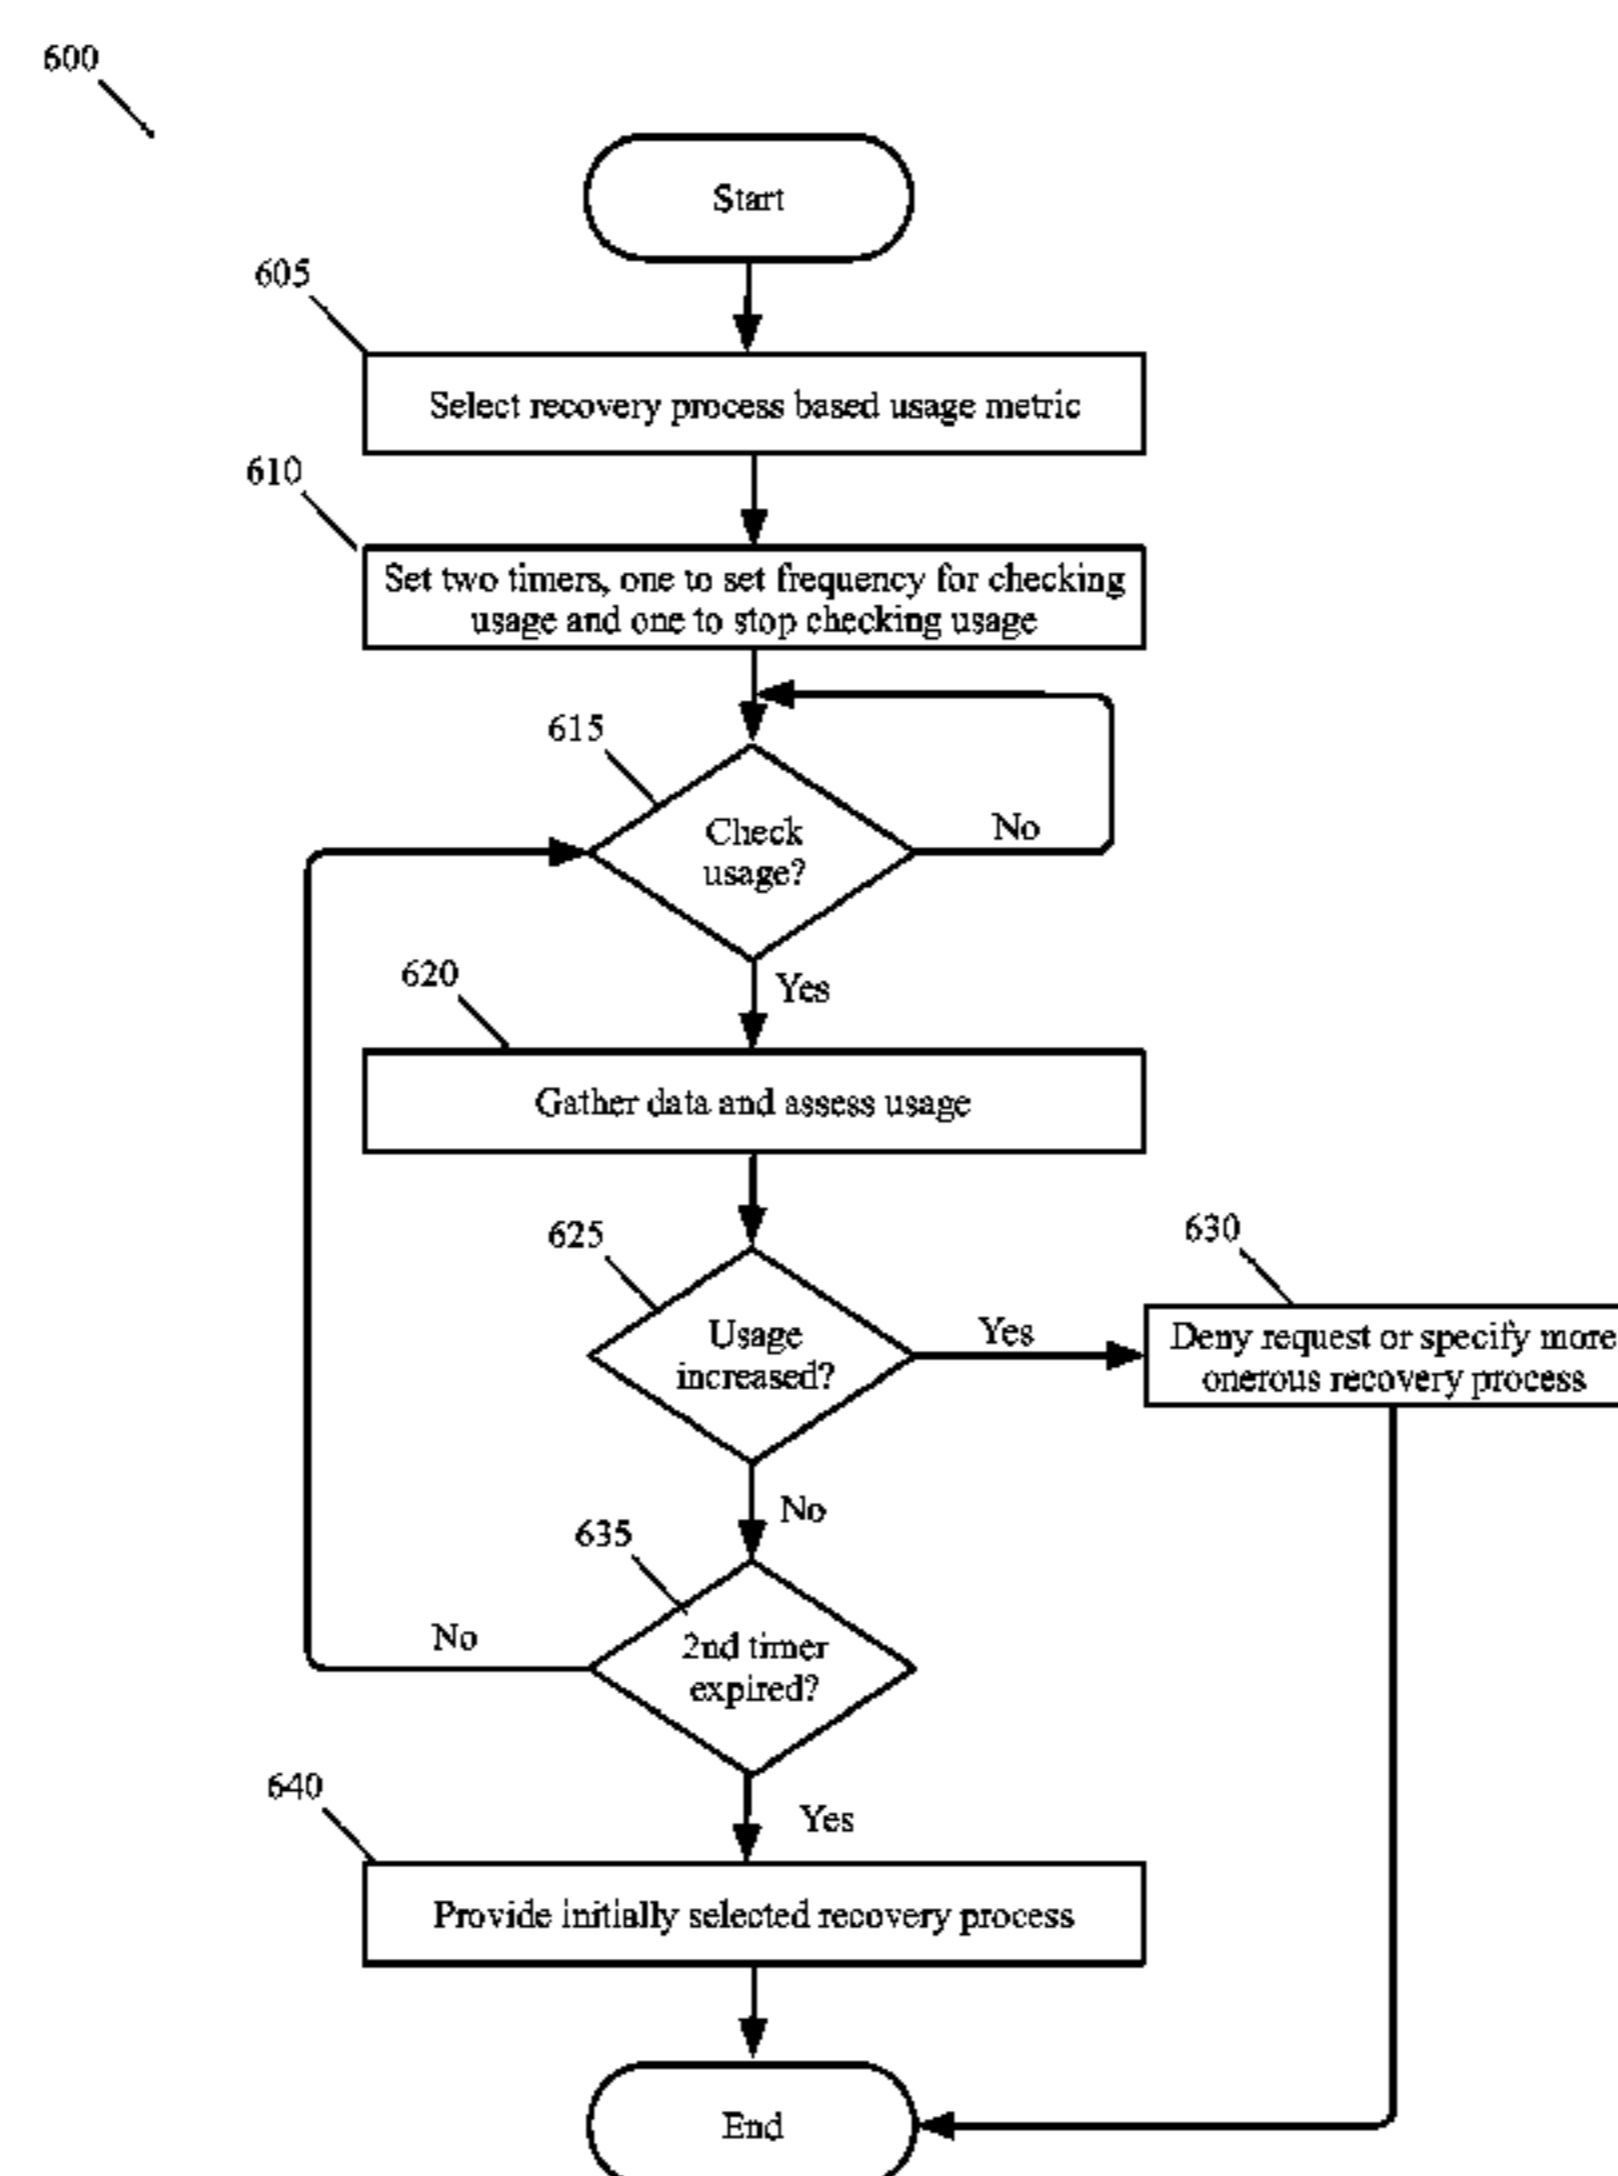 600
Start
605
Select recovery process based usage metric
610
Set two timers, one to set frequency for checking
usage and one to stop checking usage
615
Check
usage?
No
Yes
620
Gather data and assess usage
625
Usage
increased?
Yes
630
Deny request or specify more
onerous recovery process
No
635
2nd timer
expired?
No
Yes
640
Provide initially selected recovery process
End